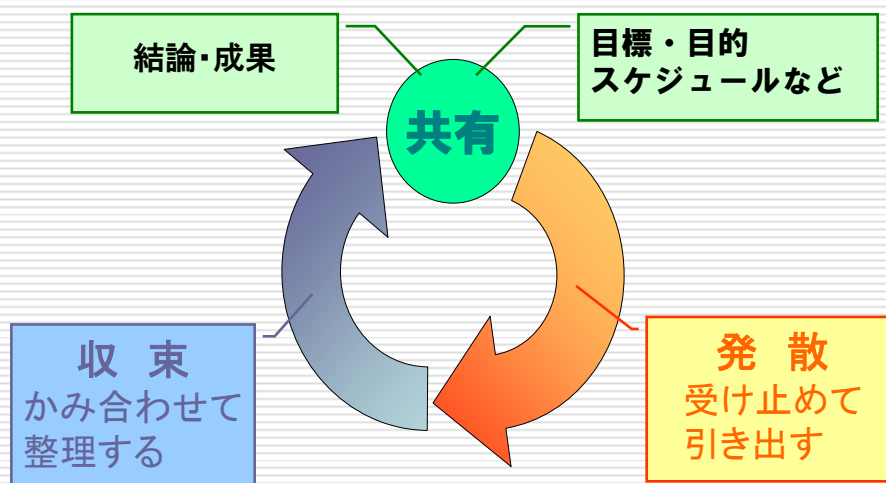 結論・成果
目標・目的
スケジュールなど
共有
収 束
かみ合わせて
整理する
発 散
受け止めて
引き出す